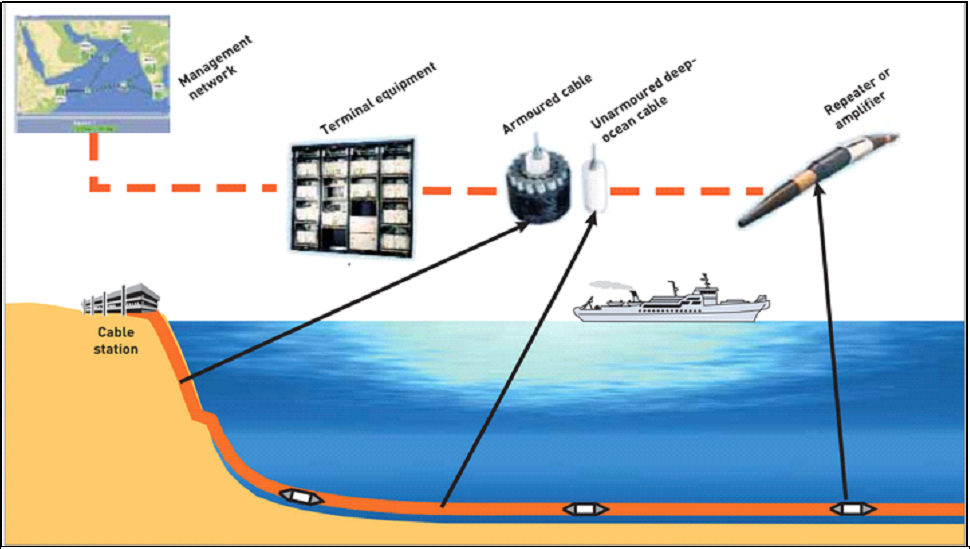 Management
network
Terminal equipment
Armoured cable
Unarmoured deep-
ocean cable
Repeater or
amplifier
Cable
station